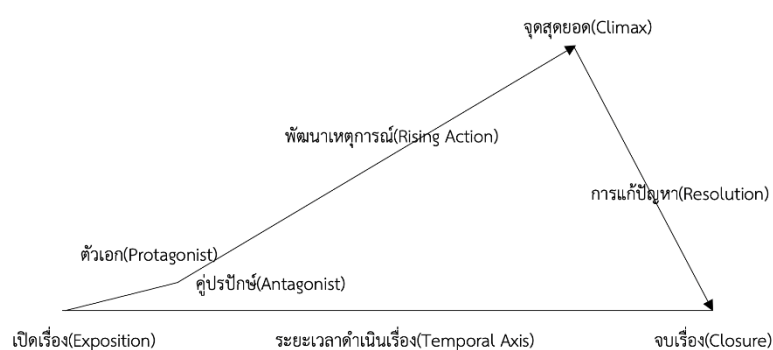 จุดสุดยอด(Climax)
พัฒนาเหตุการณ์(Rising Action)
การแก้ปัญหา(Resolution)
ตัวเอก(Protagonist)
คู่ปรปักษ์(Antagonist)
เปิดเรื่อง(Exposition)
ระยะเวลาดำเนินเรื่อง(Temporal Axis)
จบเรื่อง(Closure)